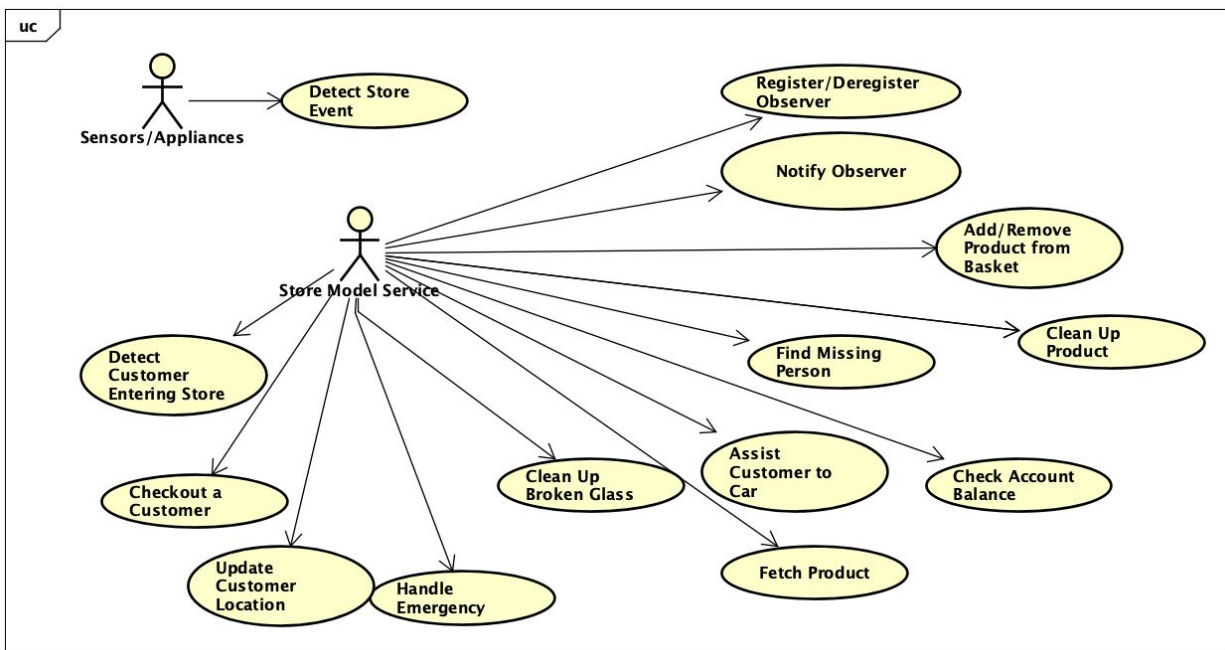 uc
Sensors/Appliances
Detect Store
Event
Register/Deregister
Observer
Notify Observer
Add/Remove
Product from
Basket
Store Model Service
Clean Up
Product
Detect
Customer
Entering Store
Find Missing
Person
Assist
Customer to
Car
Clean Up
Broken Glass
Check Account
Balance
Checkout a
Customer
Update
Customer
Location
Handle
Emergency
Fetch Product